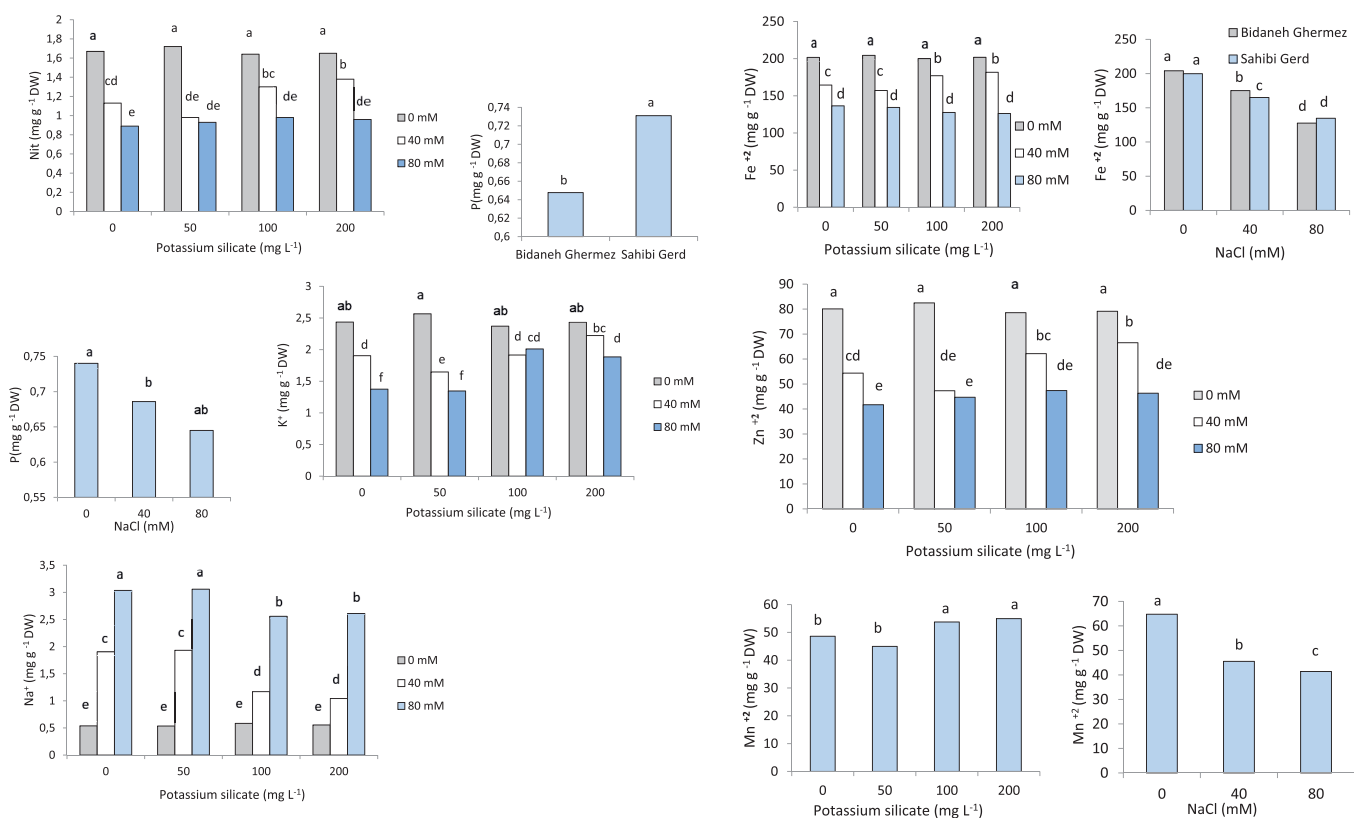 2
1,8
1,6
1,4
1,2
1
0,8
0,6
0,4
0,2
0
Nit (mg g -1 DW)
a
cd
e
a
de
de
a
bc
de
a
b
de
0 50 100 200
Potassium silicate (mg L-1)
0 mM
40 mM
80 mM
0,74
0,72
0,7
0,68
0,66
0,64
0,62
0,6
P(mg g -1 DW)
b
a
Bidaneh Ghermez Sahibi Gerd
250
200
150
100
50
0
Fe +2 (mg g -1 DW)
a
c
d
a
c
d
a
b
d
a
b
d
0 50 100 200
Potassium silicate (mg L-1)
0 mM
40 mM
80 mM
250
200
150
100
50
0
Fe +2 (mg g -1 DW)
Bidaneh Ghermez
Sahibi Gerd
a a
b c
d d
0 40 80
NaCl (mM)
0,75
0,7
0,65
0,6
0,55
P(mg g -1 DW)
a
b
ab
0 40 80
NaCl (mM)
3
2,5
2
1,5
1
0,5
0
K+ (mg g -1 DW)
ab
d
f
a
e
f
ab
d
cd
ab
bc
d
0 50 100 200
Potassium silicate (mg L-1)
0 mM
40 mM
80 mM
90
80
70
60
50
40
30
20
10
0
Zn +2 (mg g -1 DW)
a
cd
e
a
de
e
a
bc
de
a
b
de
0 50 100 200
Potassium silicate (mg L-1)
0 mM
40 mM
80 mM
3,5
3
2,5
2
1,5
1
0,5
0
Na+ (mg g -1 DW)
e
c
a
e
c
a
e
d
b
e
d
b
0 50 100 200
Potassium silicate (mg L-1)
0 mM
40 mM
80 mM
60
50
40
30
20
10
0
Mn +2 (mg g -1 DW)
b
b
a
a
0 50 100 200
Potassium silicate (mg L-1)
70
60
50
40
30
20
10
0
Mn +2 (mg g -1 DW)
a
b
c
0 40 80
NaCl (mM)